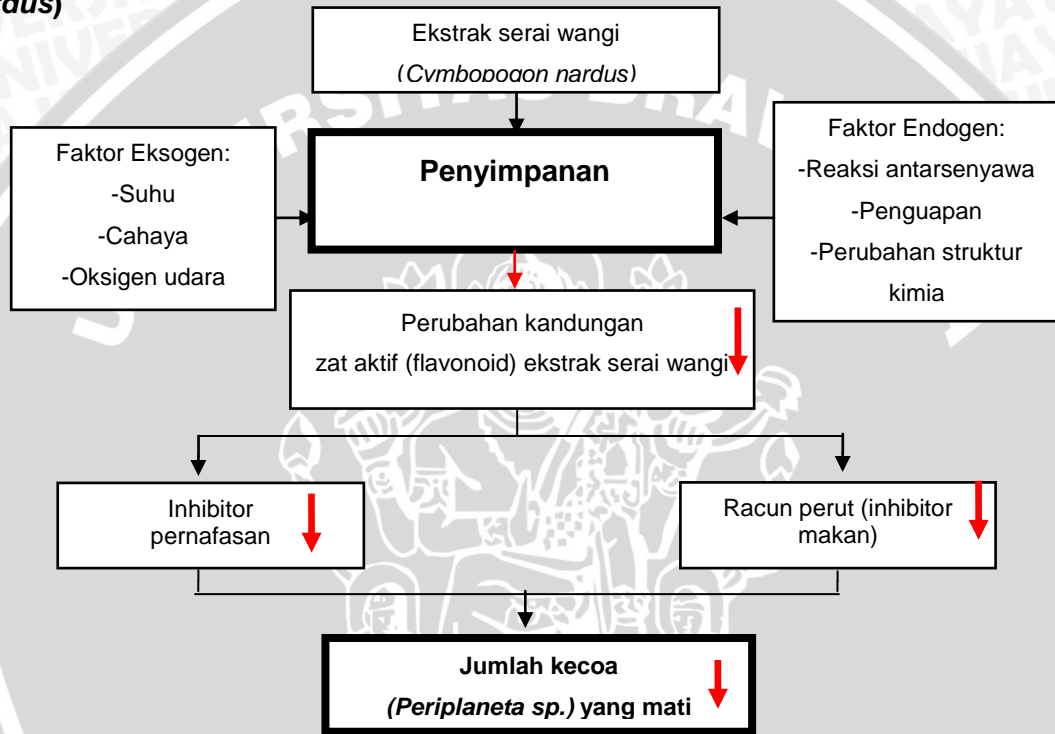 rdus)
Ekstrak serai wangi
(Cymbopogon nardus)
Faktor Eksogen:
-Suhu
-Cahaya
-Oksigen udara
Penyimpanan
Faktor Endogen:
-Reaksi antarsenyawa
-Penguapan
-Perubahan struktur
kimia
Perubahan kandungan
zat aktif (flavonoid) ekstrak serai wangi
Inhibitor
pernafasan
Racun perut (inhibitor
makan)
Jumlah kecoa
(Periplaneta sp.) yang mati